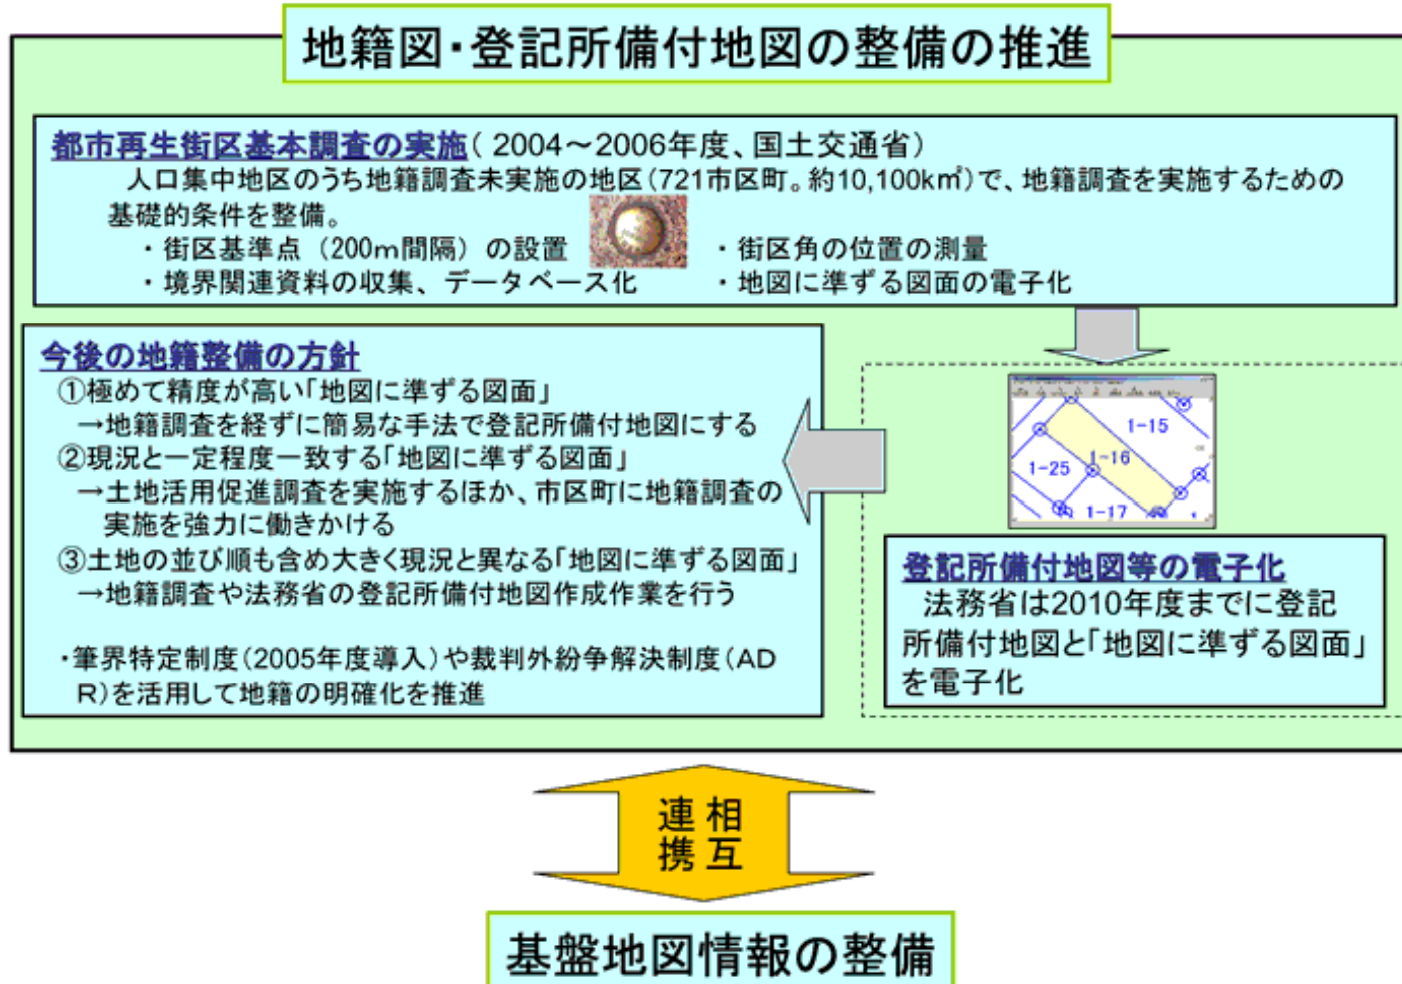 地籍図・登記所備付地図の整備の推進
都市再生街区基本調査の実施( 2004～2006年度、国土交通省)
人口集中地区のうち地籍調査未実施の地区(721市区町。約10,100k㎡)で、地籍調査を実施するための
基礎的条件を整備。
・街区基準点 (200m間隔) の設置
・街区角の位置の測量
・境界関連資料の収集、データベース化
・地図に準ずる図面の電子化
今後の地籍整備の方針
①極めて精度が高い「地図に準ずる図面」
→地籍調査を経ずに簡易な手法で登記所備付地図にする
②現況と一定程度一致する「地図に準ずる図面」
→土地活用促進調査を実施するほか、市区町に地籍調査の
実施を強力に働きかける
③土地の並び順も含め大きく現況と異なる「地図に準ずる図面」
→地籍調査や法務省の登記所備付地図作成作業を行う
・筆界特定制度(2005年度導入)や裁判外紛争解決制度(AD
R)を活用して地籍の明確化を推進
1-15
1-16
1-25
1-17
登記所備付地図等の電子化
法務省は2010年度までに登記
所備付地図と「地図に準ずる図面」
を電子化
相互
連携
基盤地図情報の整備